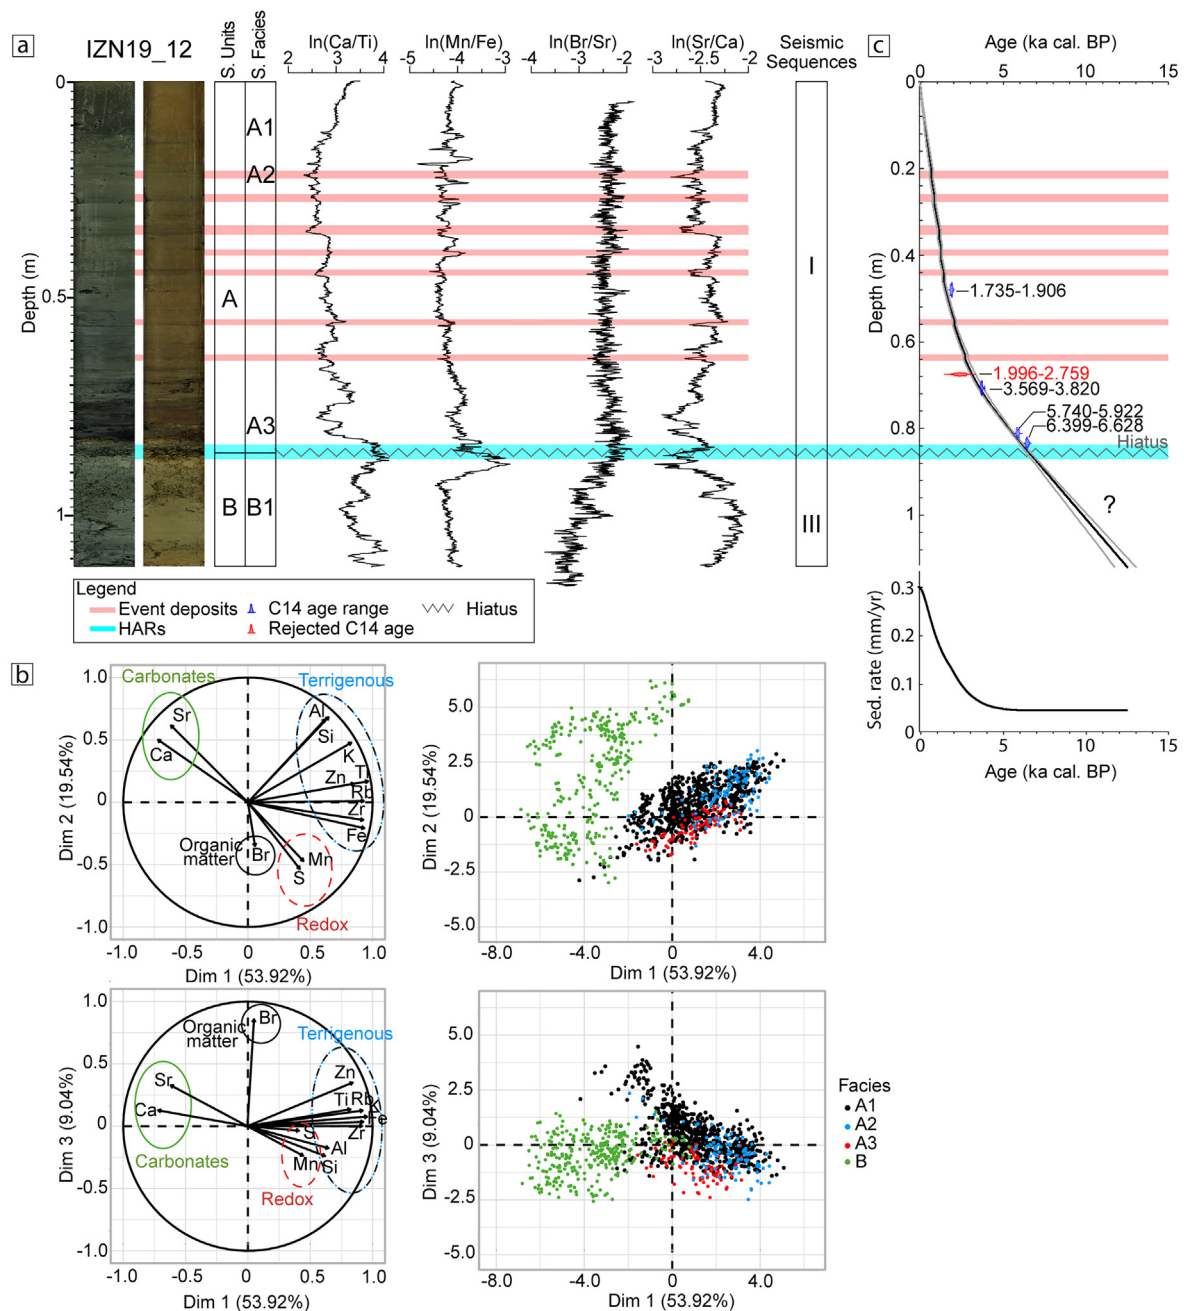 a
IZN19_12
S. Units
S. Facies
ln(Ca/Ti)
2 3 4
ln(Mn/Fe)
-5 -4 -3
ln(Br/Sr)
-4 -3 -2
ln(Sr/Ca)
-3 -2.5 -2
Seismic
Sequences
c
Age (ka cal. BP)
0 5 10 15
Depth (m)
0
0.5
1
A
B
A1
A2
A3
B1
I
III
Depth (m)
0
0.2
0.4
0.6
0.8
1
1.735-1.906
1.996-2.759
3.569-3.820
5.740-5.922
6.399-6.628
Hiatus
?
Legend
Event deposits
C14 age range
Hiatus
HARs
Rejected C14 age
Sed. rate (mm/yr)
0.3
0.2
0.1
0
0 5 10 15
Age (ka cal. BP)
b
Carbonates
Terrigenous
Sr
Ca
Al
Si
K
Ti
Zn
Rb
Zr
Fe
Organic
matter
Br
Mn
S
Redox
Dim 2 (19.54%)
1.0
0.5
0
-0.5
-1.0
-1.0 -0.5 0 0.5 1.0
Dim 1 (53.92%)
Dim 2 (19.54%)
5.0
2.5
0
-2.5
-5.0
-8.0 -4.0 0 4.0
Dim 1 (53.92%)
Dim 3 (9.04%)
1.0
0.5
0
-0.5
-1.0
Organic
matter
Br
Terrigenous
Sr
Ca
Carbonates
Zn
Ti
Rb
K
Fe
Zr
S
Al
Mn
Si
Redox
-1.0 -0.5 0 0.5 1.0
Dim 1 (53.92%)
Dim 3 (9.04%)
5.0
2.5
0
-2.5
-5.0
-8.0 -4.0 0 4.0
Dim 1 (53.92%)
Facies
A1
A2
A3
B